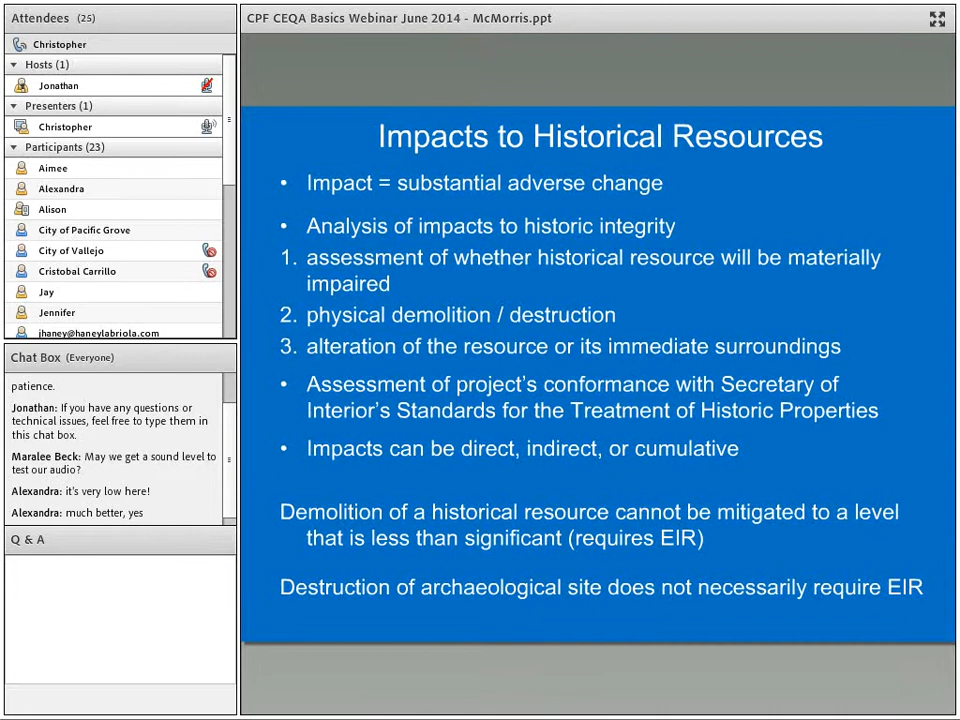 Attendees (25)
Christopher
Hosts (1)
Jonathan
Presenters (1)
Christopher
Participants (23)
Aimee
Alexandra
Alison
City of Pacific Grove
City of Vallejo
Cristobal Carrillo
Jay
Jennifer
jhaney@haneylabriola.com
Chat Box (Everyone)
patience.
Jonathan: If you have any questions or
technical issues, feel free to type them in
this chat box.
Maralee Beck: May we get a sound level to
test our audio?
Alexandra: it's very low here!
Alexandra: much better, yes
Q & A
CPF CEQA Basics Webinar June 2014 - McMorris.ppt
Impacts to Historical Resources
• Impact = substantial adverse change
• Analysis of impacts to historic integrity
1. assessment of whether historical resource will be materially
impaired
2. physical demolition / destruction
3. alteration of the resource or its immediate surroundings
• Assessment of project's conformance with Secretary of
Interior's Standards for the Treatment of Historic Properties
• Impacts can be direct, indirect, or cumulative
Demolition of a historical resource cannot be mitigated to a level
that is less than significant (requires EIR)
Destruction of archaeological site does not necessarily require EIR